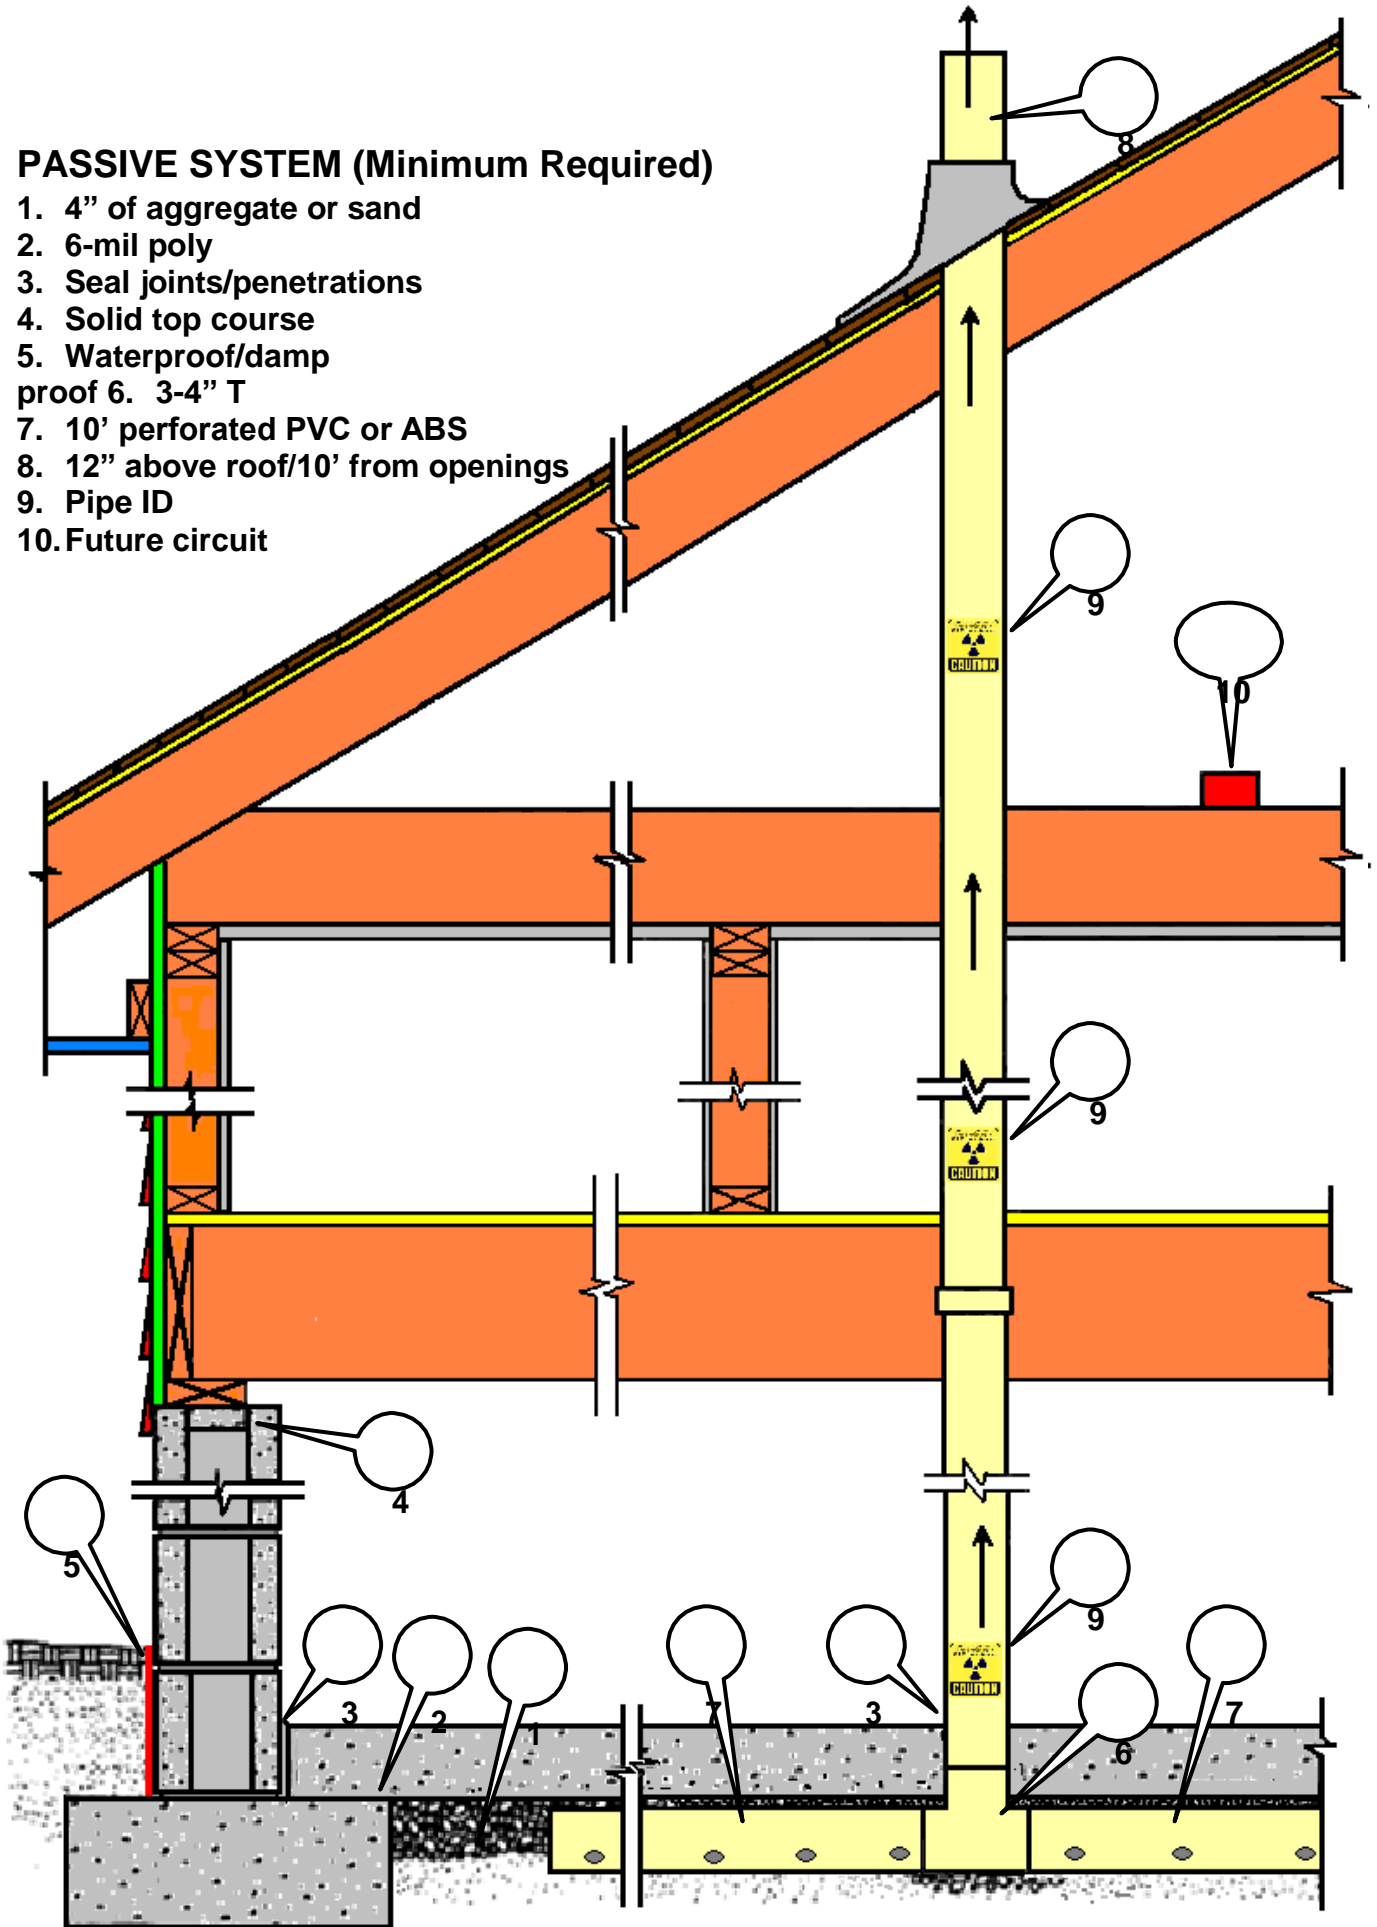 PASSIVE SYSTEM (Minimum Required)
1. 4” of aggregate or sand
2. 6-mil poly
3. Seal joints/penetrations
4. Solid top course
5. Waterproof/damp
proof 6. 3-4” T
7. 10’ perforated PVC or ABS
8. 12” above roof/10’ from openings
9. Pipe ID
10. Future circuit
8
9
CAUTION
10
9
CAUTION
4
5
9
CAUTION
3
2
1
7
3
6
7